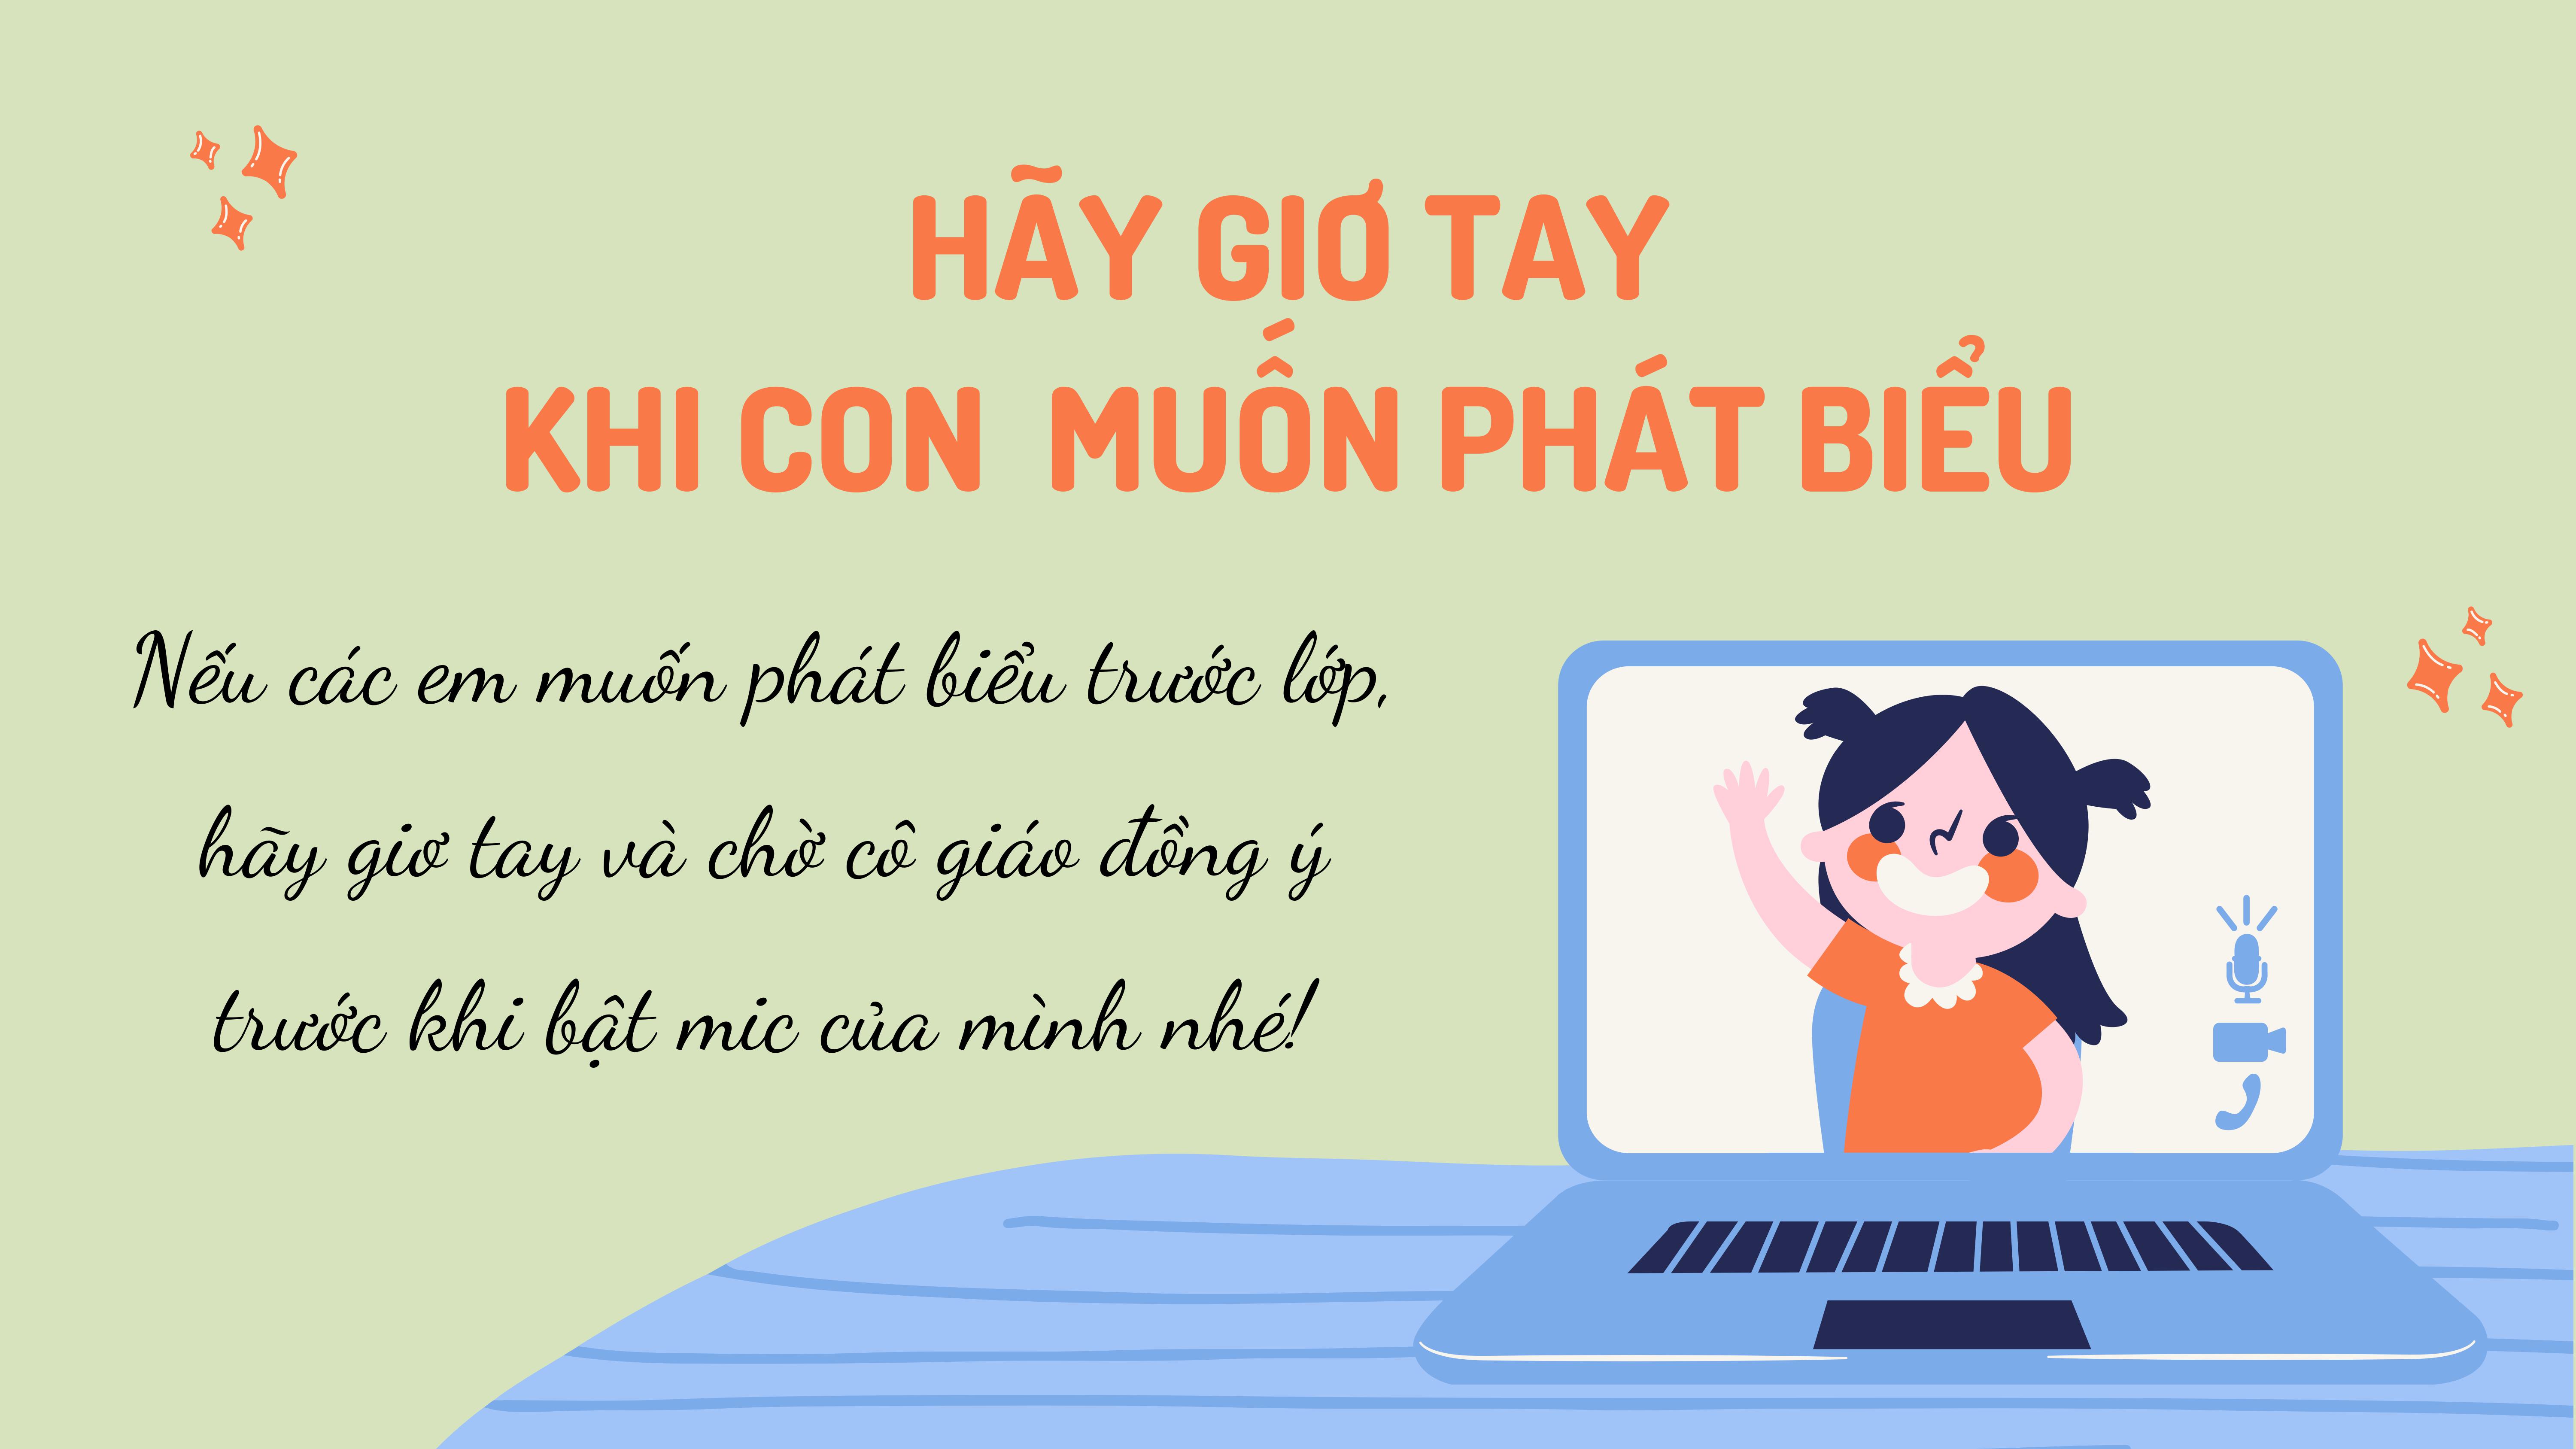 HÃY GIƠ TAY
KHI CON MUỐN PHÁT BIỂU
Nếu các em muốn phát biểu trước lớp,
hãy giơ tay và chờ cô giáo đồng ý
trước khi bật mic của mình nhé!